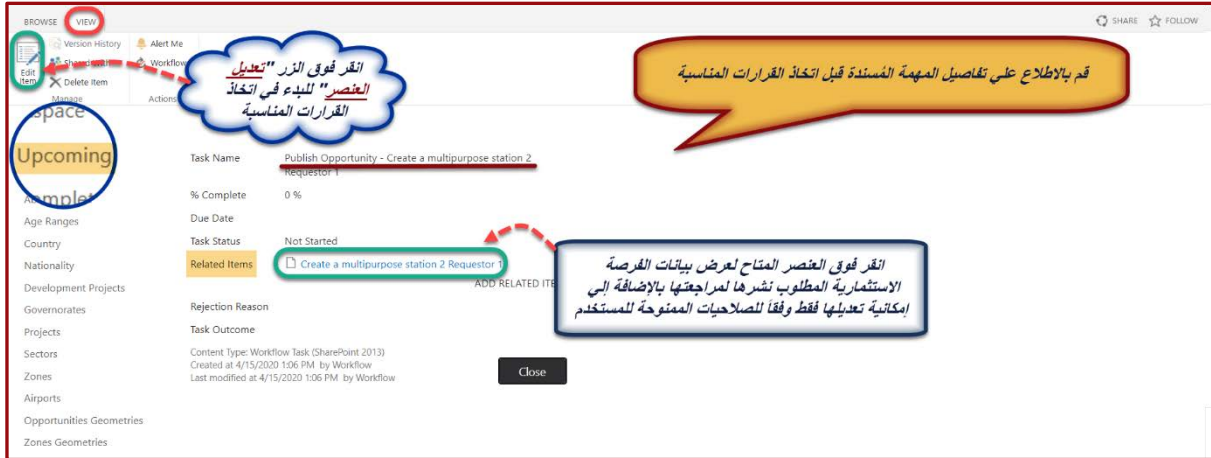 BROWSE VIEW
SHARE FOLLOW
Version History
Alert Me
Edit Item
Workflow
Delete Item
Manage
Actions
انقر فوق الزر "تعديل
العنصر" للبدء في اتخاذ
القرارات المناسبة
قم بالاطلاع علي تفاصيل المهمة المُسندة قبل اتخاذ القرارات المناسبة
space
Upcoming
Task Name
Publish Opportunity - Create a multipurpose station 2
Requestor 1
% Complete
0 %
Age Ranges
Due Date
Country
Task Status
Not Started
Nationality
Related Items
Create a multipurpose station 2 Requestor 1
ADD RELATED ITE
انقر فوق العنصر المتاح لعرض بيانات الفرصة
الاستثمارية المطلوب نشرها لمراجعتها بالإضافة إلي
إمكانية تعديلها فقط وفقاً للصلاحيات الممنوحة للمستخدم
Development Projects
Governorates
Rejection Reason
Projects
Task Outcome
Sectors
Content Type: Workflow Task (SharePoint 2013)
Created at 4/15/2020 1:06 PM by Workflow
Last modified at 4/15/2020 1:06 PM by Workflow
Close
Zones
Airports
Opportunities Geometries
Zones Geometries